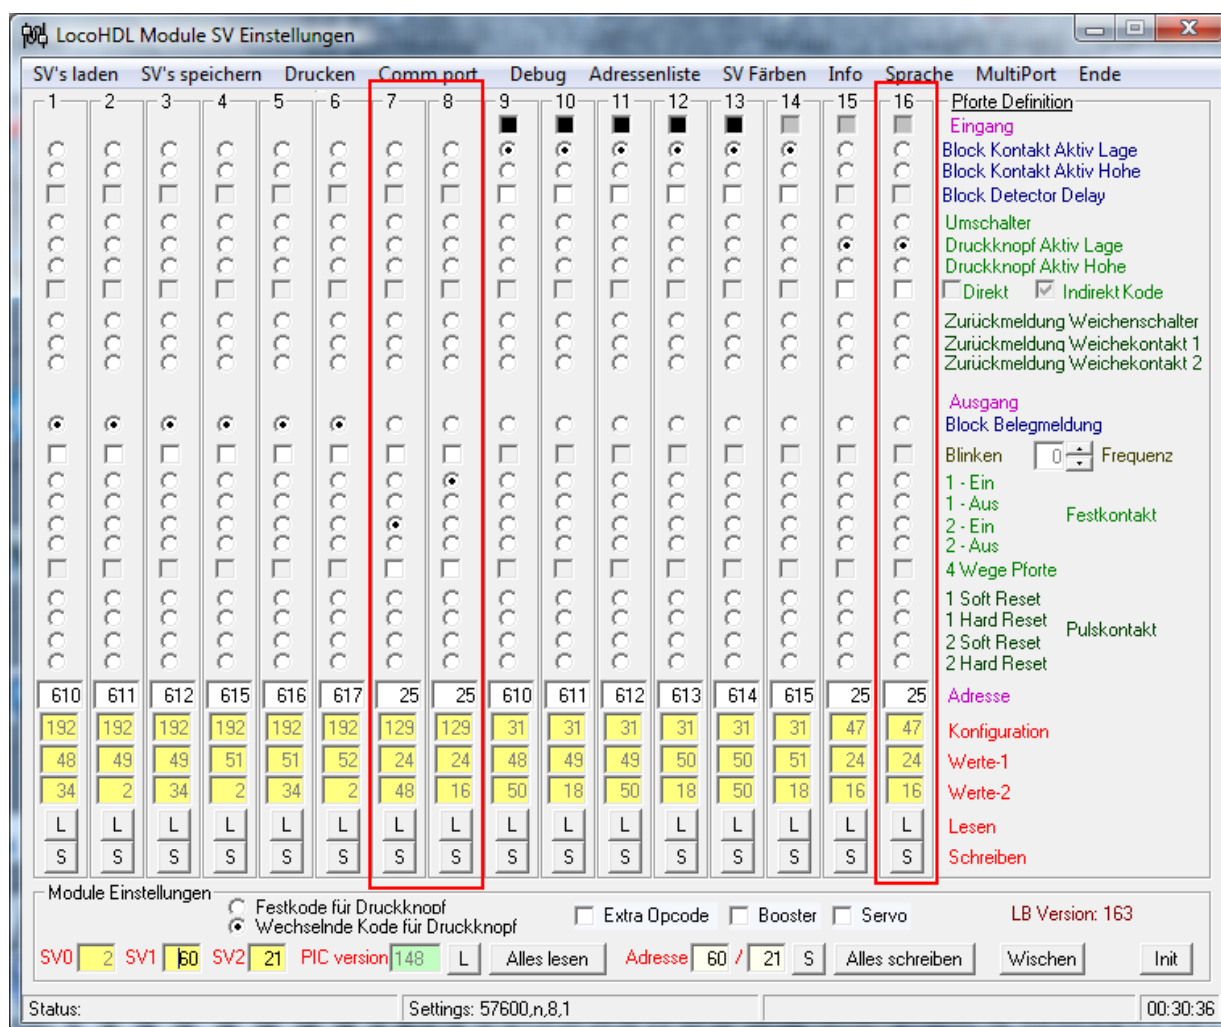 LocoHDL Module SV Einstellungen
SV's laden SV's speichern Drucken Comm port Debug Adressenliste SV Färben Info Sprache MultiPort Ende
1 2 3 4 5 6 7 8 9 10 11 12 13 14 15 16 Pforte Definition
Eingang
Block Kontakt Aktiv Lage
Block Kontakt Aktiv Hohe
Block Detector Delay
Umschalter
Druckknopf Aktiv Lage
Druckknopf Aktiv Hohe
Direkt Indirekt Kode
Zurückmeldung Weichenschalter
Zurückmeldung Weichekontakt 1
Zurückmeldung Weichekontakt 2
Ausgang
Block Belegmeldung
Blinken 0 Frequenz
1 - Ein
1 - Aus
Festkontakt
2 - Ein
2 - Aus
4 Wege Pforte
1 Soft Reset
1 Hard Reset
Pulskontakt
2 Soft Reset
2 Hard Reset
610 611 612 615 616 617 25 25 610 611 612 613 614 615 25 25 Adresse
192 192 192 192 192 192 129 129 31 31 31 31 31 31 47 47 Konfiguration
48 49 49 51 51 52 24 24 48 49 49 50 50 51 24 24 Werte-1
34 2 34 2 34 2 48 16 50 18 50 18 50 18 16 16 Werte-2
L L L L L L L L L L L L L L L L Lesen
S S S S S S S S S S S S S S S S Schreiben
Module Einstellungen
Festkode für Druckknopf
Wechselnde Kode für Druckknopf
Extra Opcode Booster Servo LB Version: 163
SV0 2 SV1 60 SV2 21 PIC version 148 L Alles lesen Adresse 60 / 21 S Alles schreiben Wischen Init
Status: Settings: 57600,n,8,1 00:30:36